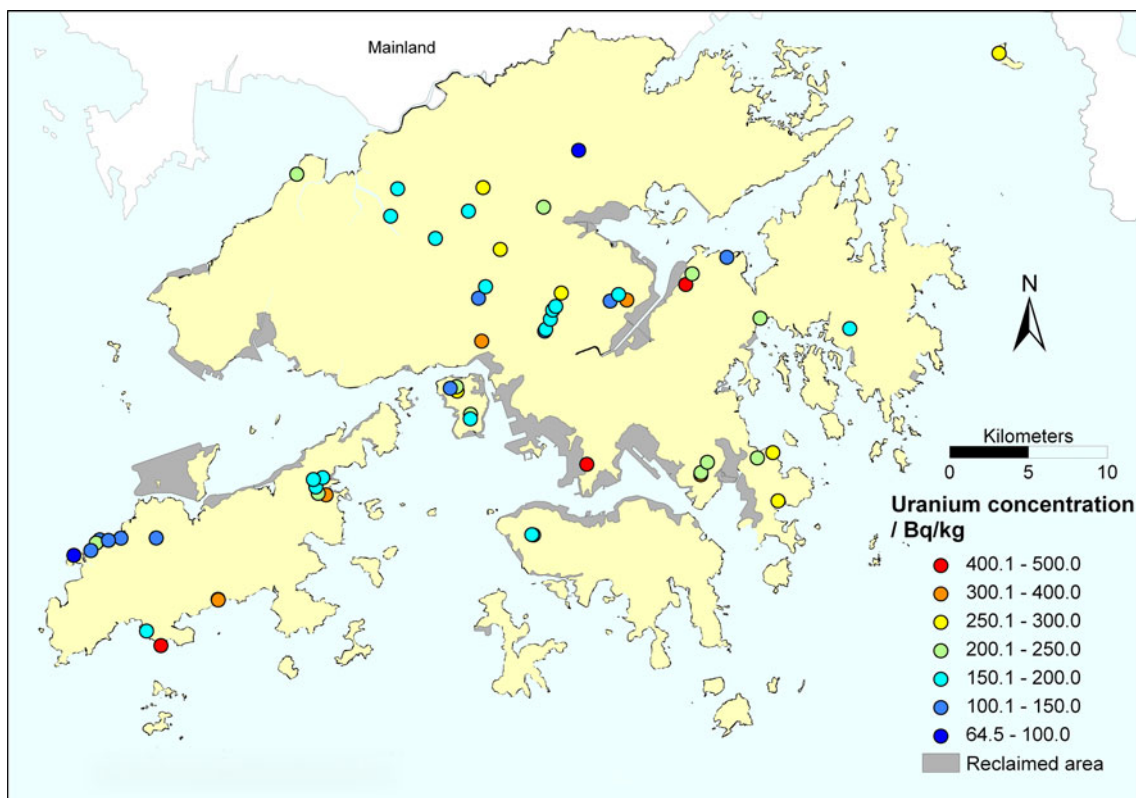 Mainland
N
Kilometers
0 5 10
Uranium concentration
/ Bq/kg
400.1 - 500.0
300.1 - 400.0
250.1 - 300.0
200.1 - 250.0
150.1 - 200.0
100.1 - 150.0
64.5 - 100.0
Reclaimed area